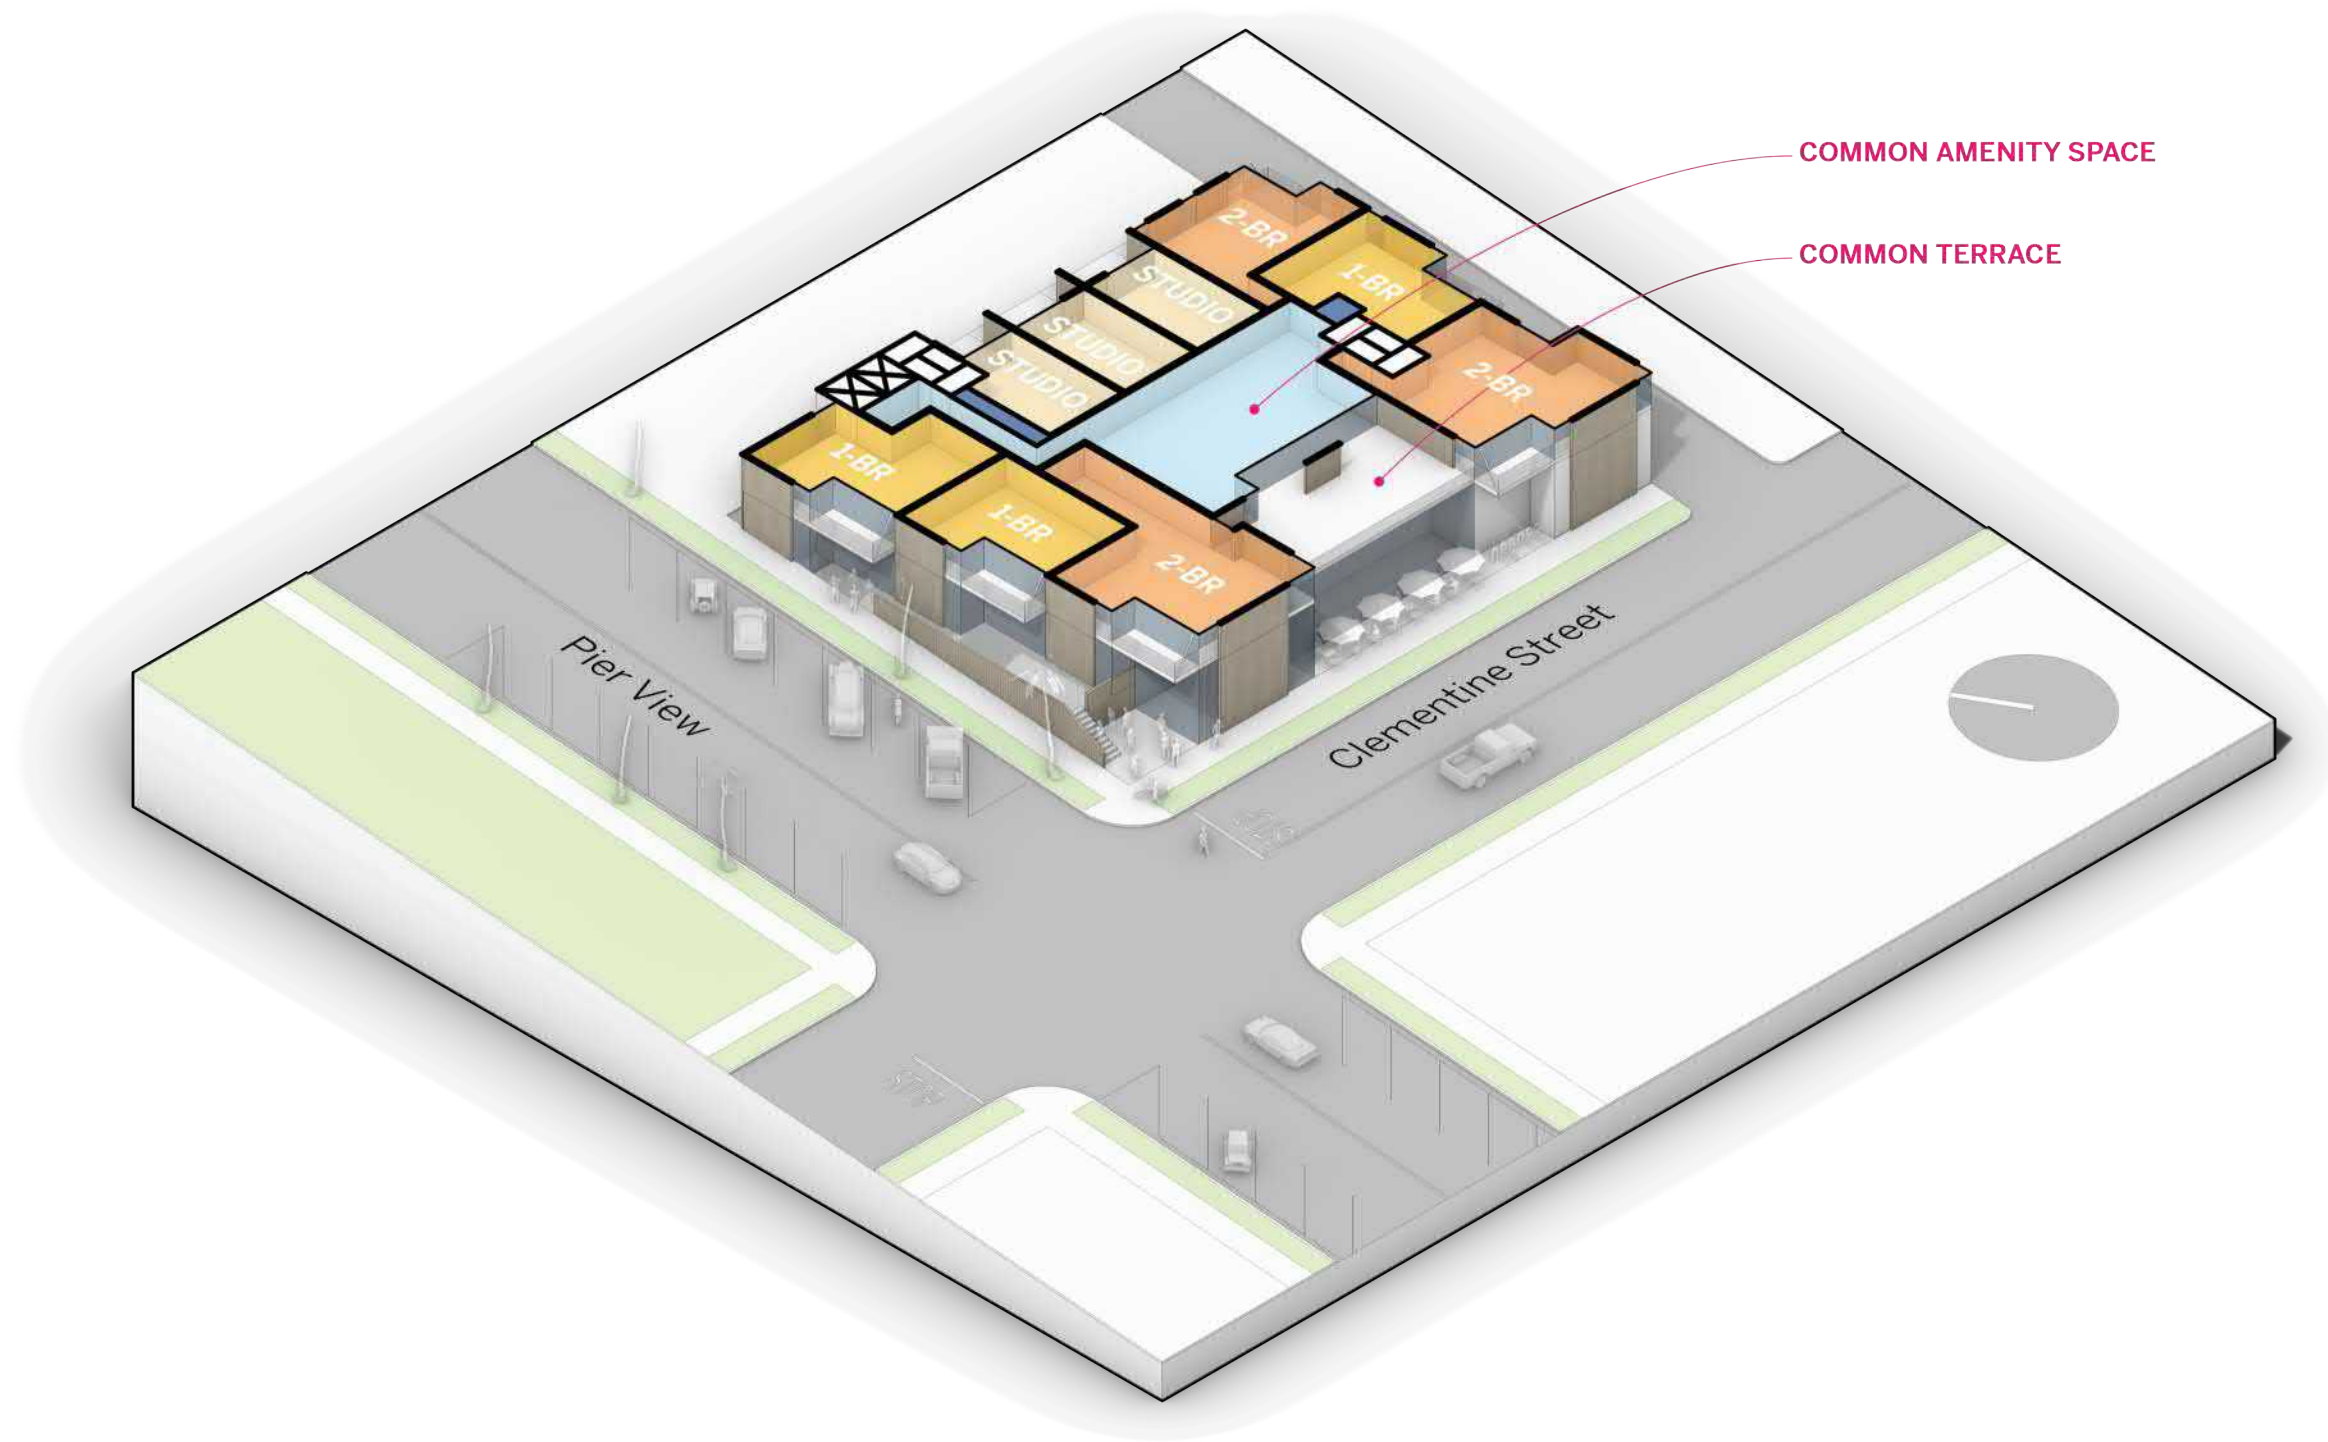 COMMON AMENITY SPACE
COMMON TERRACE
2-BR
1-BR
STUDIO
STUDIO
STUDIO
2-BR
1-BR
1-BR
2-BR
Pier View
Clementine Street
STOP